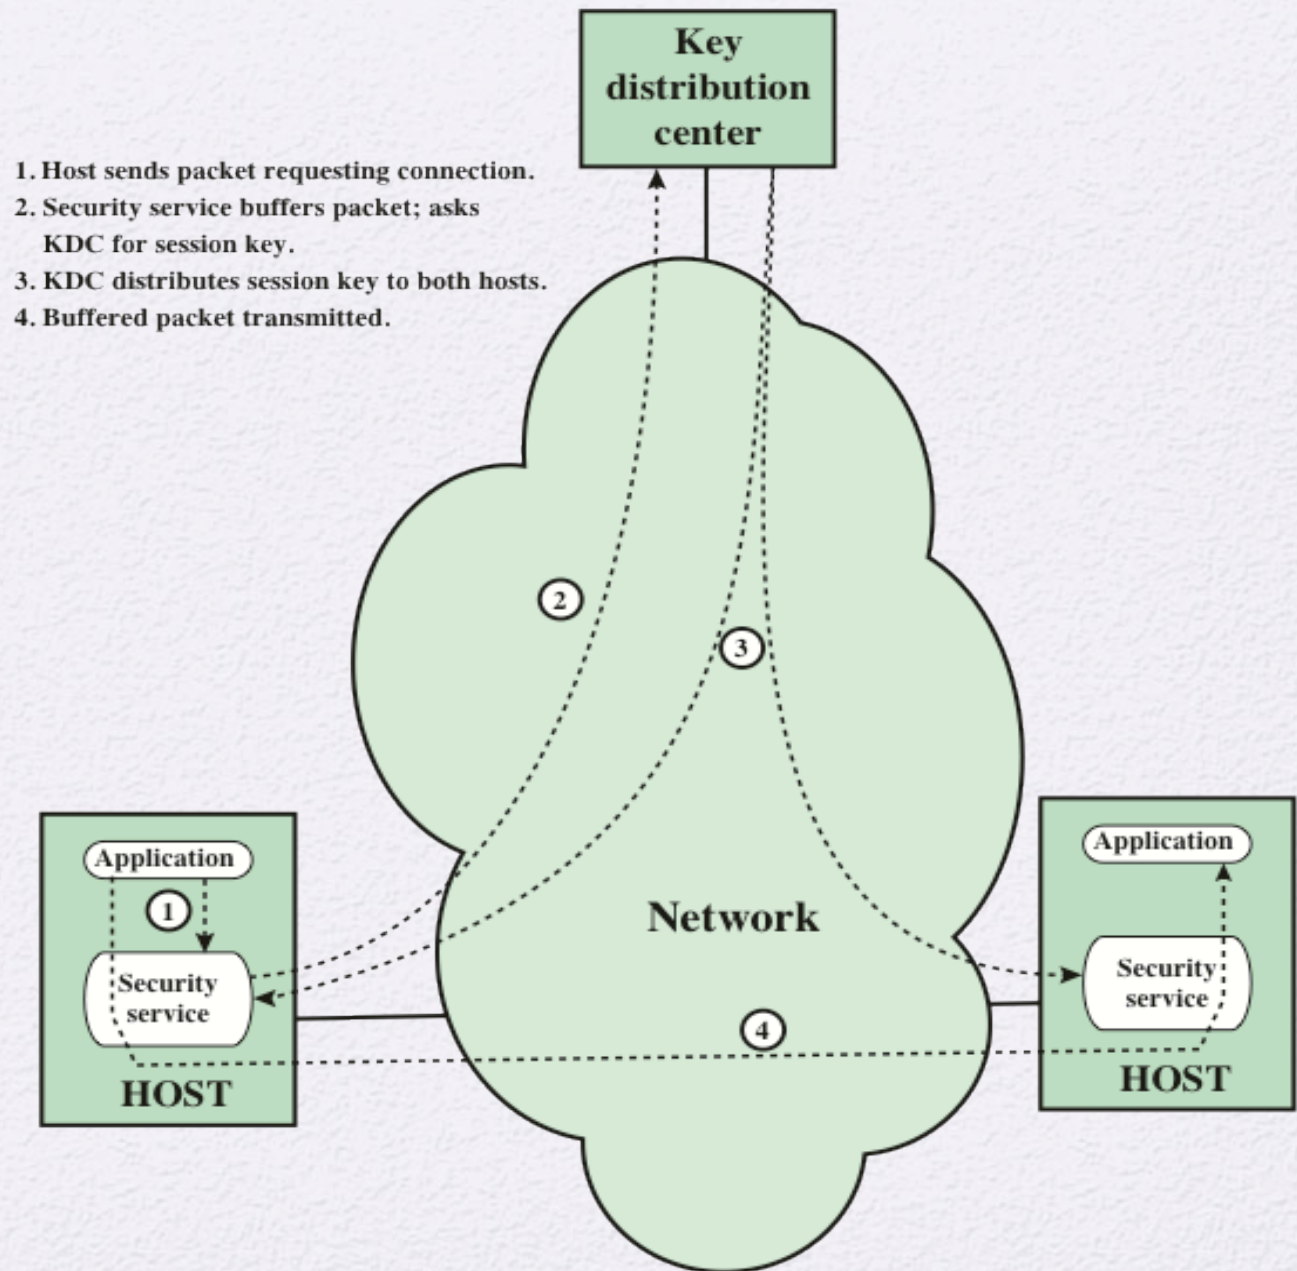 Key
distribution
center
1. Host sends packet requesting connection.
2. Security service buffers packet; asks
KDC for session key.
3. KDC distributes session key to both hosts.
4. Buffered packet transmitted.
2
3
Application
1
Security
service
HOST
Network
4
Application
Security
service
HOST